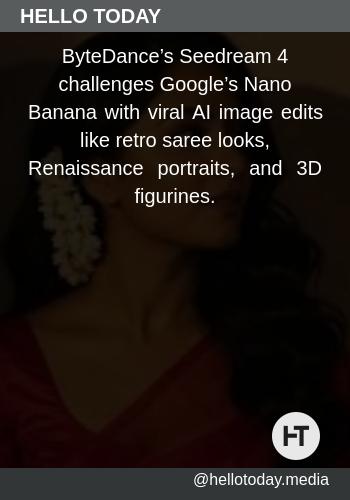 HELLO TODAY
ByteDance’s Seedream 4
challenges Google’s Nano
Banana with viral AI image edits
like retro saree looks,
Renaissance portraits, and 3D
figurines.
HT
@hellotoday.media